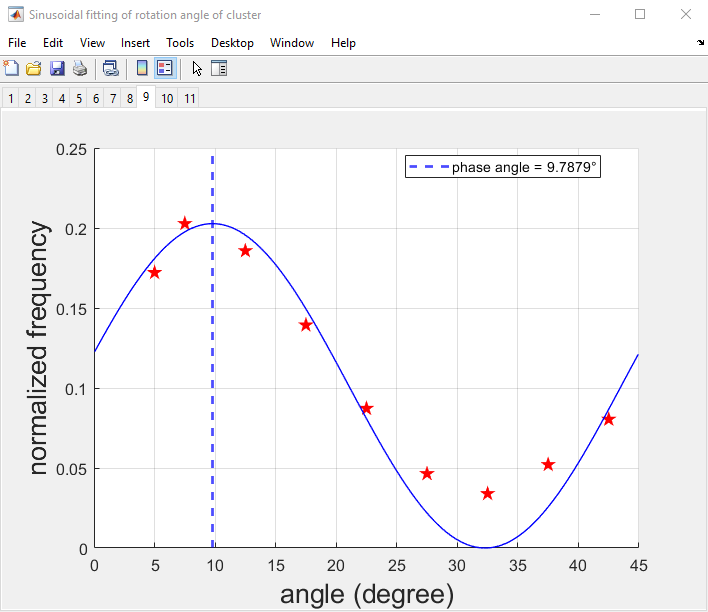 Sinusoidal fitting of rotation angle of cluster
File Edit View Insert Tools Desktop Window Help
1 2 3 4 5 6 7 8 9 10 11
phase angle = 9.7879°
0.25
0.2
0.15
0.1
0.05
0
normalized frequency
0 5 10 15 20 25 30 35 40 45
angle (degree)